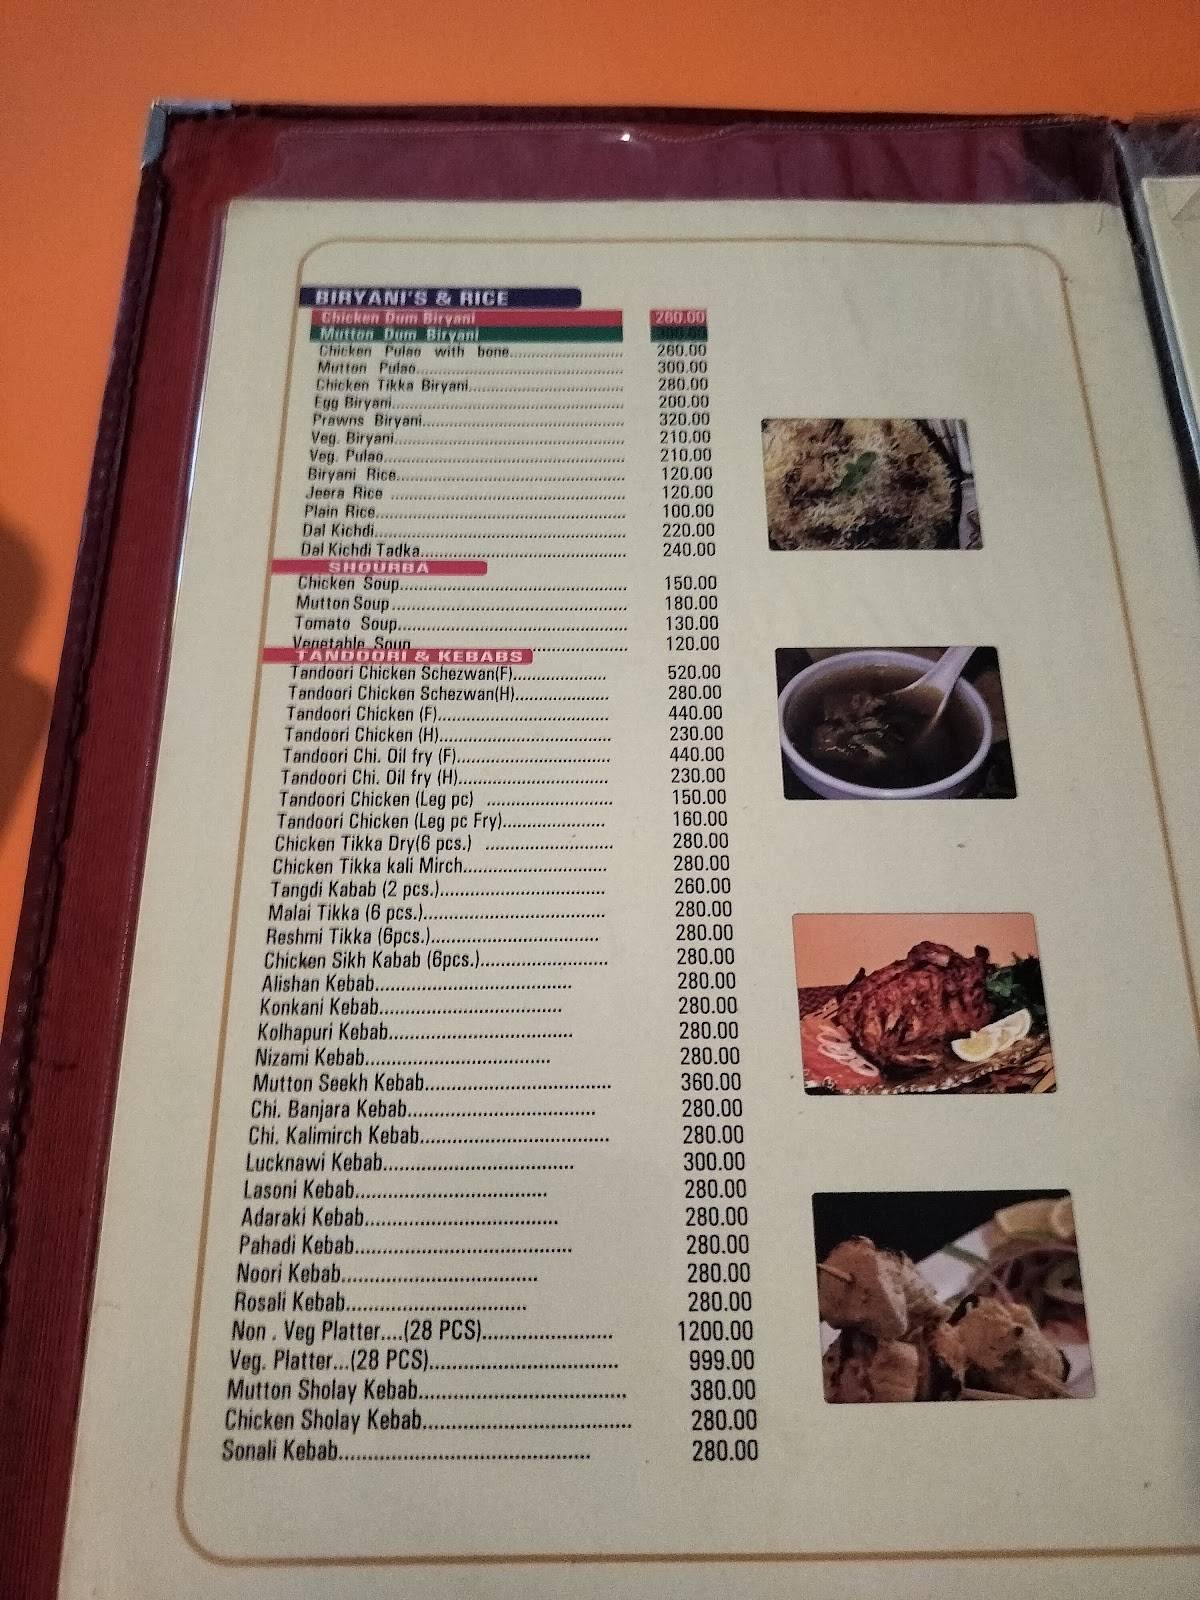 BIRYANI'S & RICE
Chicken Dum Biryani 260.00
Mutton Dum Biryani 300.00
Chicken Pulao with bone 260.00
Mutton Pulao 300.00
Chicken Tikka Biryani 280.00
Egg Biryani 200.00
Prawns Biryani 320.00
Veg. Biryani 210.00
Veg. Pulao 210.00
Biryani Rice 120.00
Jeera Rice 120.00
Plain Rice 100.00
Dal Kichdi 220.00
Dal Kichdi Tadka 240.00
SHOURBA
Chicken Soup 150.00
Mutton Soup 180.00
Tomato Soup 130.00
Vegetable Soup 120.00
TANDOORI & KEBABS
Tandoori Chicken Schezwan(F) 520.00
Tandoori Chicken Schezwan(H) 280.00
Tandoori Chicken (F) 440.00
Tandoori Chicken (H) 230.00
Tandoori Chi. Oil fry (F) 440.00
Tandoori Chi. Oil fry (H) 230.00
Tandoori Chicken (Leg pc) 150.00
Tandoori Chicken (Leg pc Fry) 160.00
Chicken Tikka Dry(6 pcs.) 280.00
Chicken Tikka kali Mirch 280.00
Tangdi Kabab (2 pcs.) 260.00
Malai Tikka (6 pcs.) 280.00
Reshmi Tikka (6pcs.) 280.00
Chicken Sikh Kabab (6pcs.) 280.00
Alishan Kebab 280.00
Konkani Kebab 280.00
Kolhapuri Kebab 280.00
Nizami Kebab 280.00
Mutton Seekh Kebab 360.00
Chi. Banjara Kebab 280.00
Chi. Kalimirch Kebab 280.00
Lucknawi Kebab 300.00
Lasoni Kebab 280.00
Adaraki Kebab 280.00
Pahadi Kebab 280.00
Noori Kebab 280.00
Rosali Kebab 280.00
Non . Veg Platter....(28 PCS) 1200.00
Veg. Platter...(28 PCS) 999.00
Mutton Sholay Kebab 380.00
Chicken Sholay Kebab 280.00
Sonali Kebab 280.00